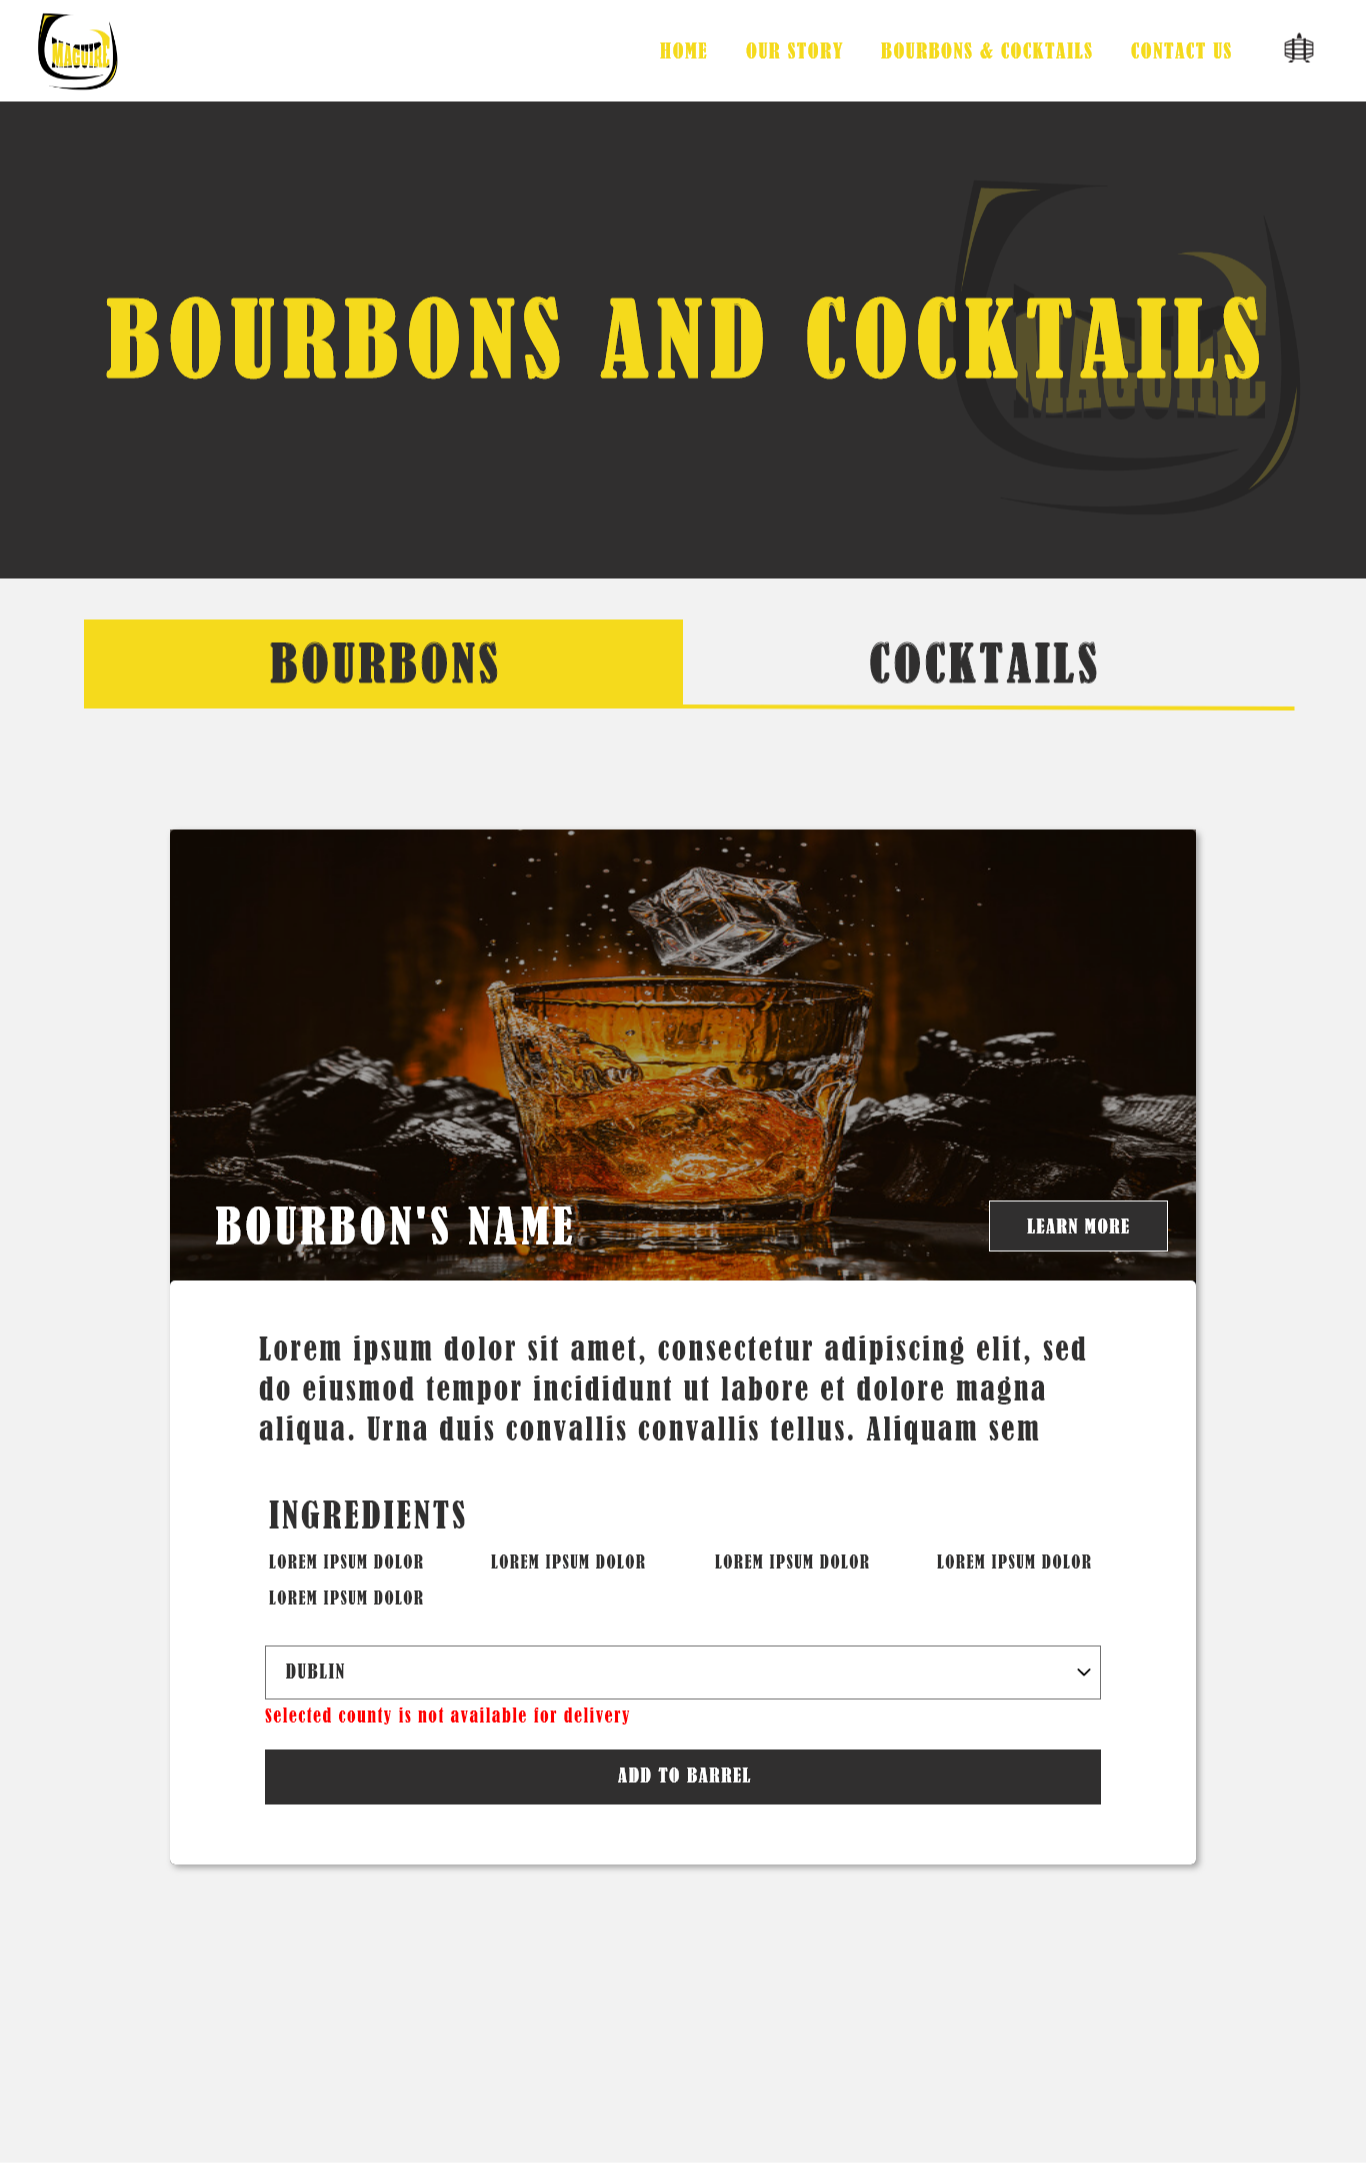 MAGUIRE
HOME OUR STORY BOURBONS & COCKTAILS CONTACT US
MAGUIRE
BOURBONS AND COCKTAILS
BOURBONS COCKTAILS
BOURBON'S NAME
LEARN MORE
Lorem ipsum dolor sit amet, consectetur adipiscing elit, sed
do eiusmod tempor incididunt ut labore et dolore magna
aliqua. Urna duis convallis convallis tellus. Aliquam sem
INGREDIENTS
LOREM IPSUM DOLOR LOREM IPSUM DOLOR LOREM IPSUM DOLOR LOREM IPSUM DOLOR
LOREM IPSUM DOLOR
DUBLIN
Selected county is not available for delivery
ADD TO BARREL